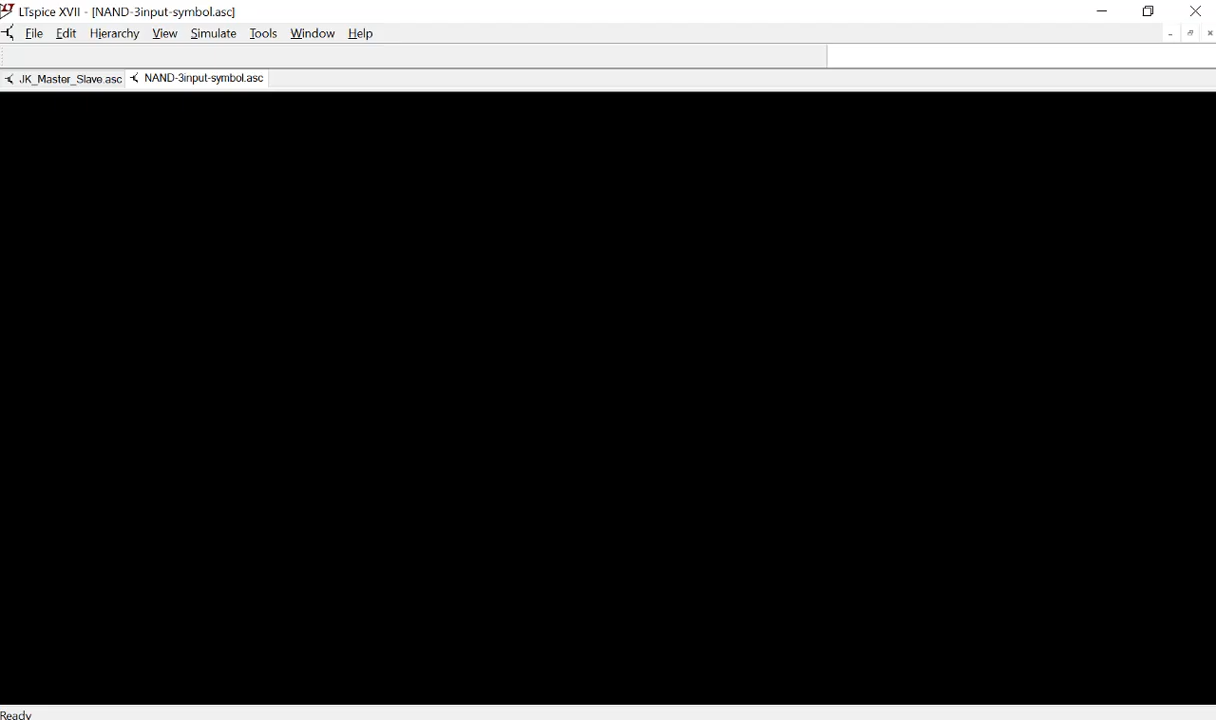 LTspice XVII - [NAND-3input-symbol.asc]
File Edit Hierarchy View Simulate Tools Window Help
JK_Master_Slave.asc NAND-3input-symbol.asc
Ready